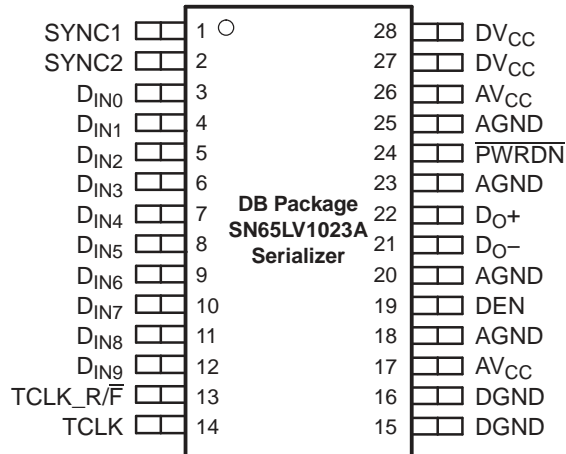 SYNC1 1 28 DVCC
SYNC2 2 27 DVCC
DIN0 3 26 AVCC
DIN1 4 25 AGND
DIN2 5 24 PWRDN
DIN3 6 23 AGND
DIN4 7 DB Package 22 DO+
DIN5 8 SN65LV1023A 21 DO−
DIN6 9 Serializer 20 AGND
DIN7 10 19 DEN
DIN8 11 18 AGND
DIN9 12 17 AVCC
TCLK_R/F 13 16 DGND
TCLK 14 15 DGND